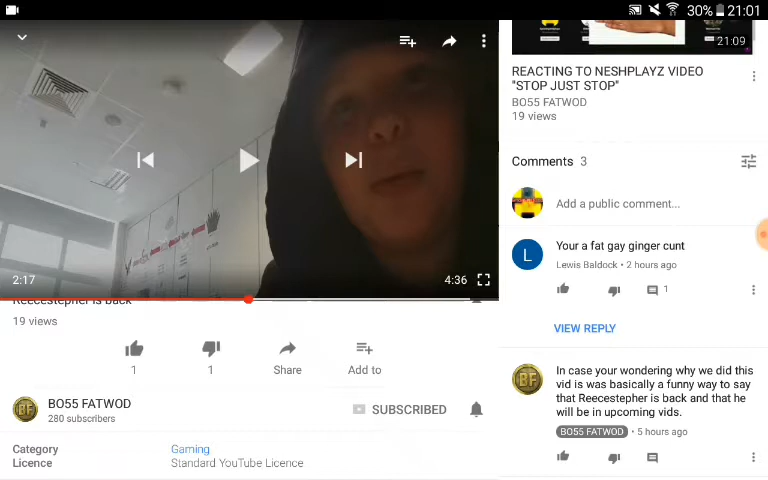 30% 21:01
2:17
4:36
Reecestepher is back
19 views
1
1
Share
Add to
BO55 FATWOD
280 subscribers
SUBSCRIBED
Category
Gaming
Licence
Standard YouTube Licence
21:09
REACTING TO NESHPLAYZ VIDEO
"STOP JUST STOP"
BO55 FATWOD
19 views
Comments 3
Add a public comment...
L
Your a fat gay ginger cunt
Lewis Baldock • 2 hours ago
1
VIEW REPLY
BF
In case your wondering why we did this
vid is was basically a funny way to say
that Reecestepher is back and that he
will be in upcoming vids.
BO55 FATWOD • 5 hours ago